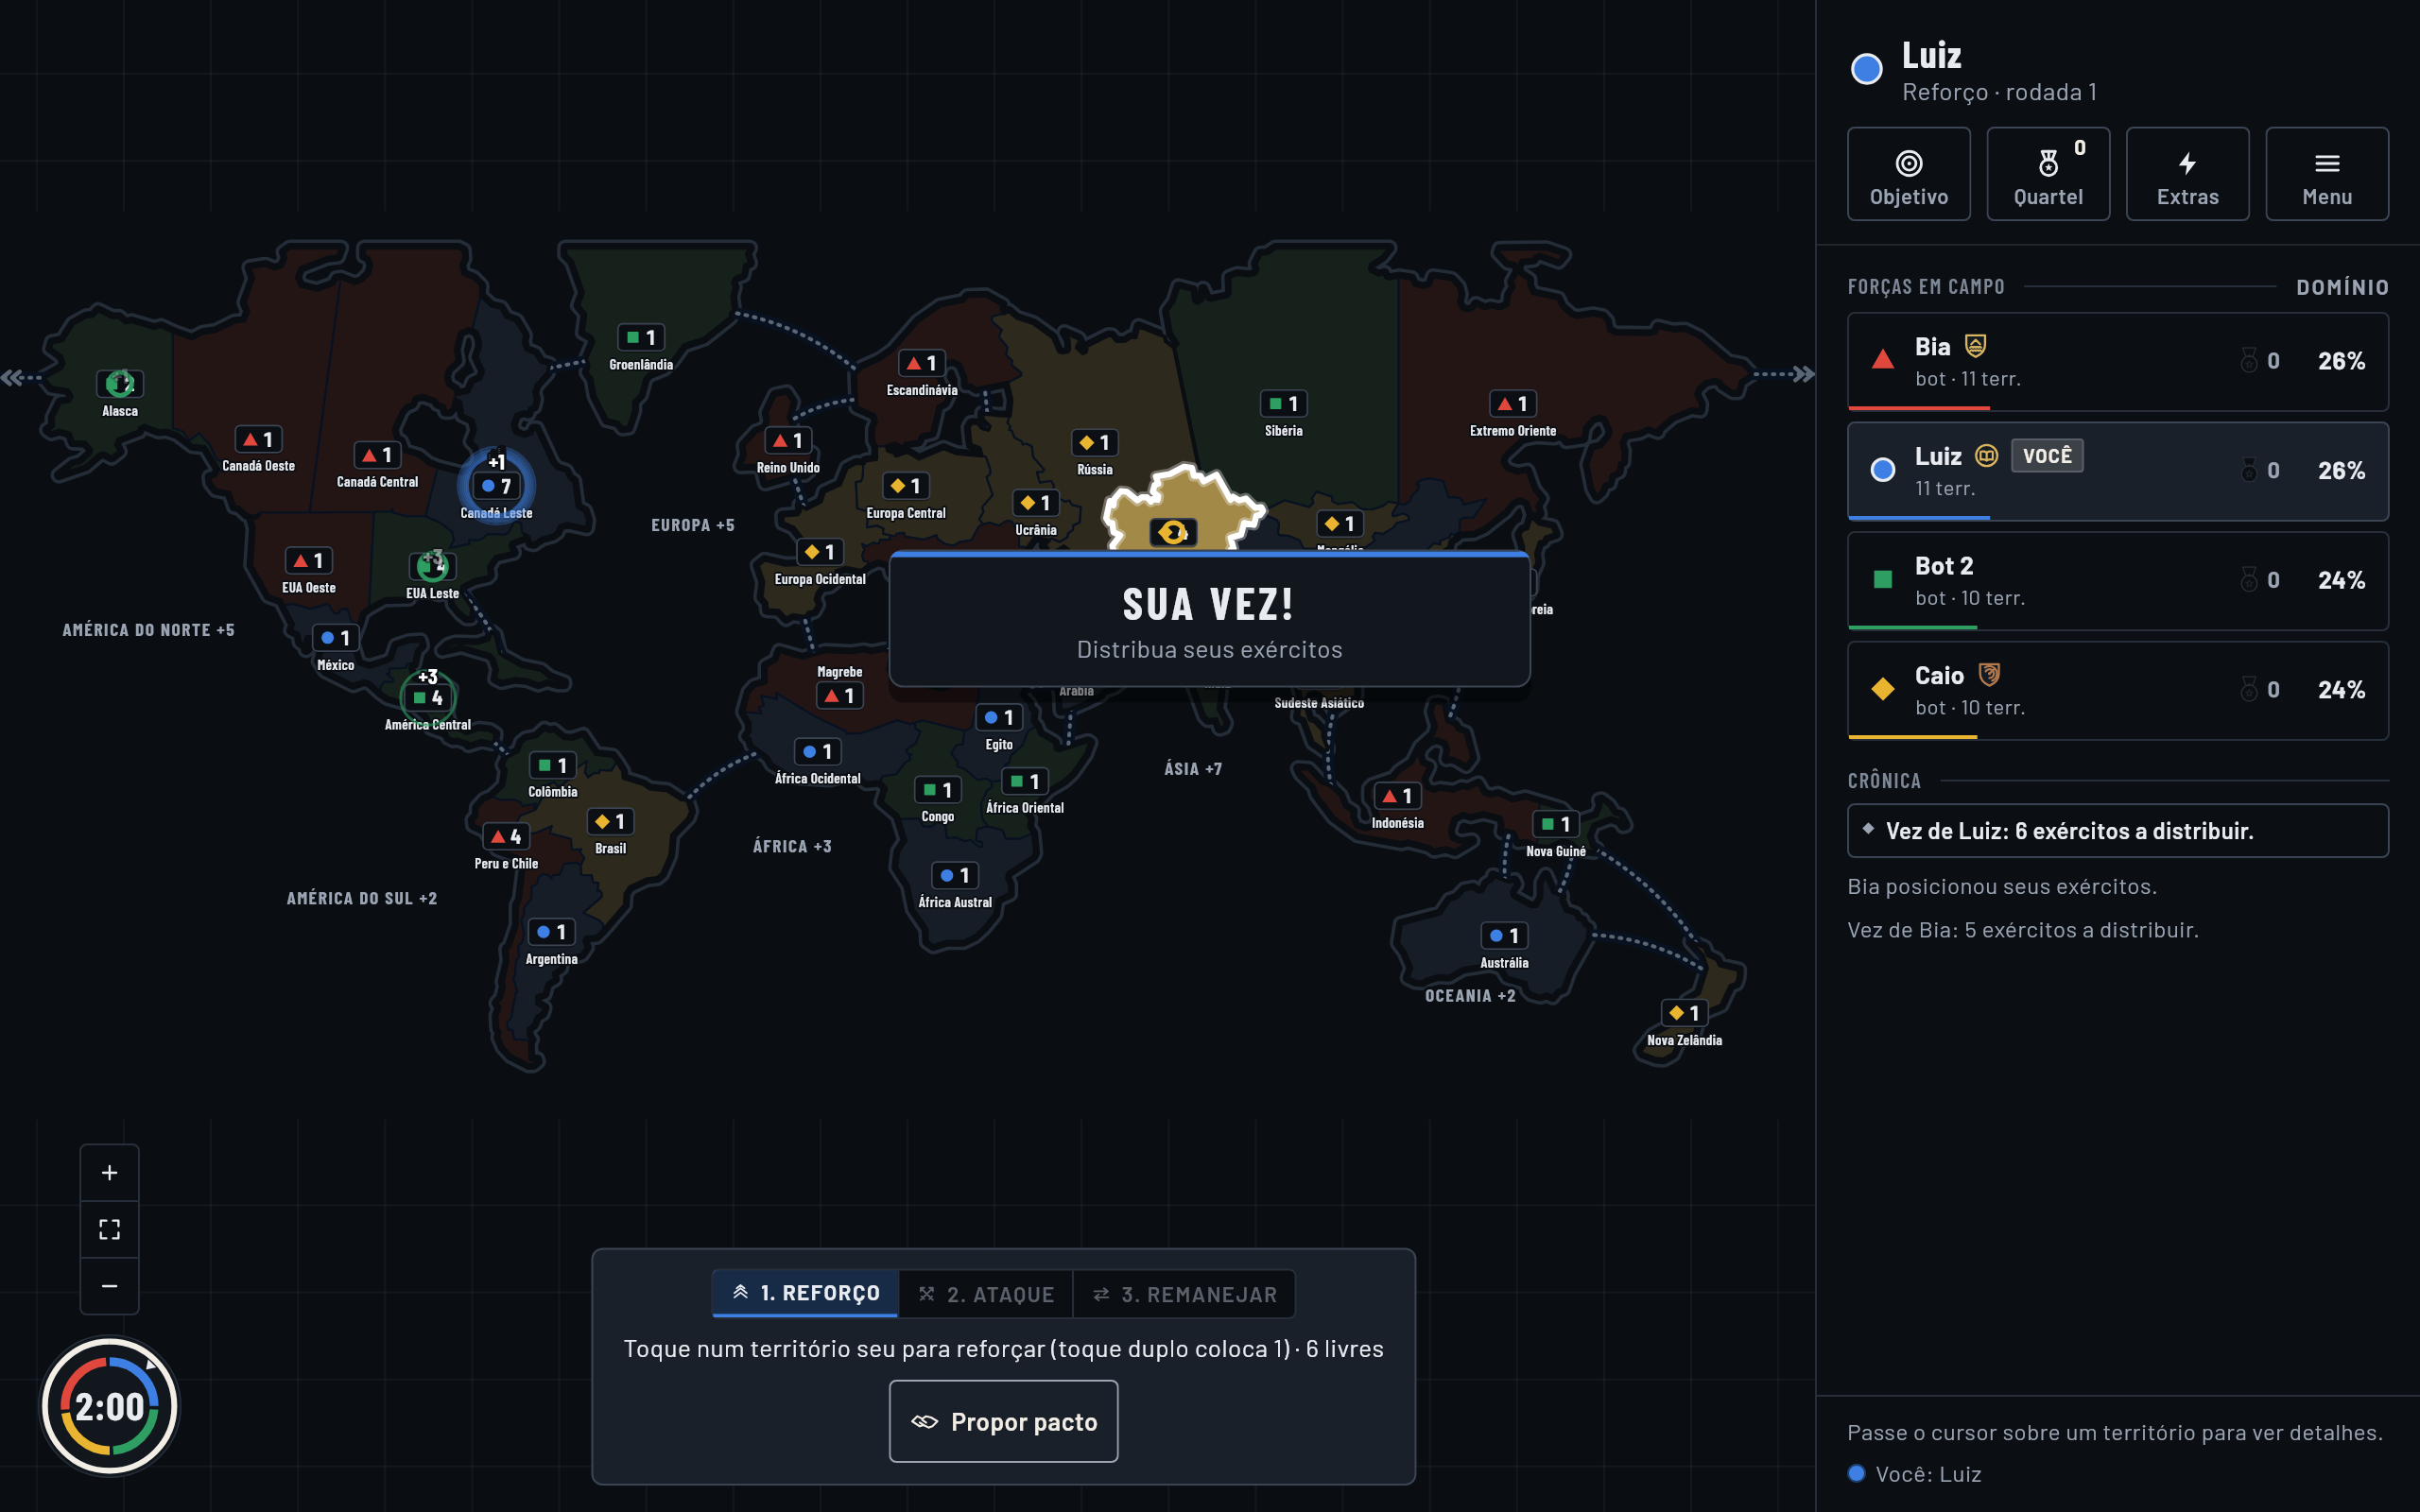 Luiz
Reforço · rodada 1
Objetivo
0
Quartel
Extras
Menu
FORÇAS EM CAMPO
DOMÍNIO
Bia
bot · 11 terr.
0
26%
Luiz
VOCÊ
11 terr.
0
26%
Bot 2
bot · 10 terr.
0
24%
Caio
bot · 10 terr.
0
24%
CRÔNICA
Vez de Luiz: 6 exércitos a distribuir.
Bia posicionou seus exércitos.
Vez de Bia: 5 exércitos a distribuir.
Passe o cursor sobre um território para ver detalhes.
Você: Luiz
Alasca
1
Canadá Oeste
1
Canadá Central
+1
7
Canadá Leste
1
Groenlândia
1
EUA Oeste
+3
EUA Leste
1
México
+3
4
América Central
AMÉRICA DO NORTE +5
1
Colômbia
1
Brasil
4
Peru e Chile
1
Argentina
AMÉRICA DO SUL +2
1
Escandinávia
1
Reino Unido
1
Europa Central
1
Ucrânia
1
Rússia
1
Europa Ocidental
EUROPA +5
1
Sibéria
1
Extremo Oriente
1
SUA VEZ!
Distribua seus exércitos
Arábia
Sudeste Asiático
ÁSIA +7
Magrebe
1
1
Egito
1
África Ocidental
1
Congo
1
África Oriental
1
África Austral
ÁFRICA +3
1
Indonésia
1
Nova Guiné
1
Austrália
OCEANIA +2
1
Nova Zelândia
+
−
2:00
1. REFORÇO
2. ATAQUE
3. REMANEJAR
Toque num território seu para reforçar (toque duplo coloca 1) · 6 livres
Propor pacto